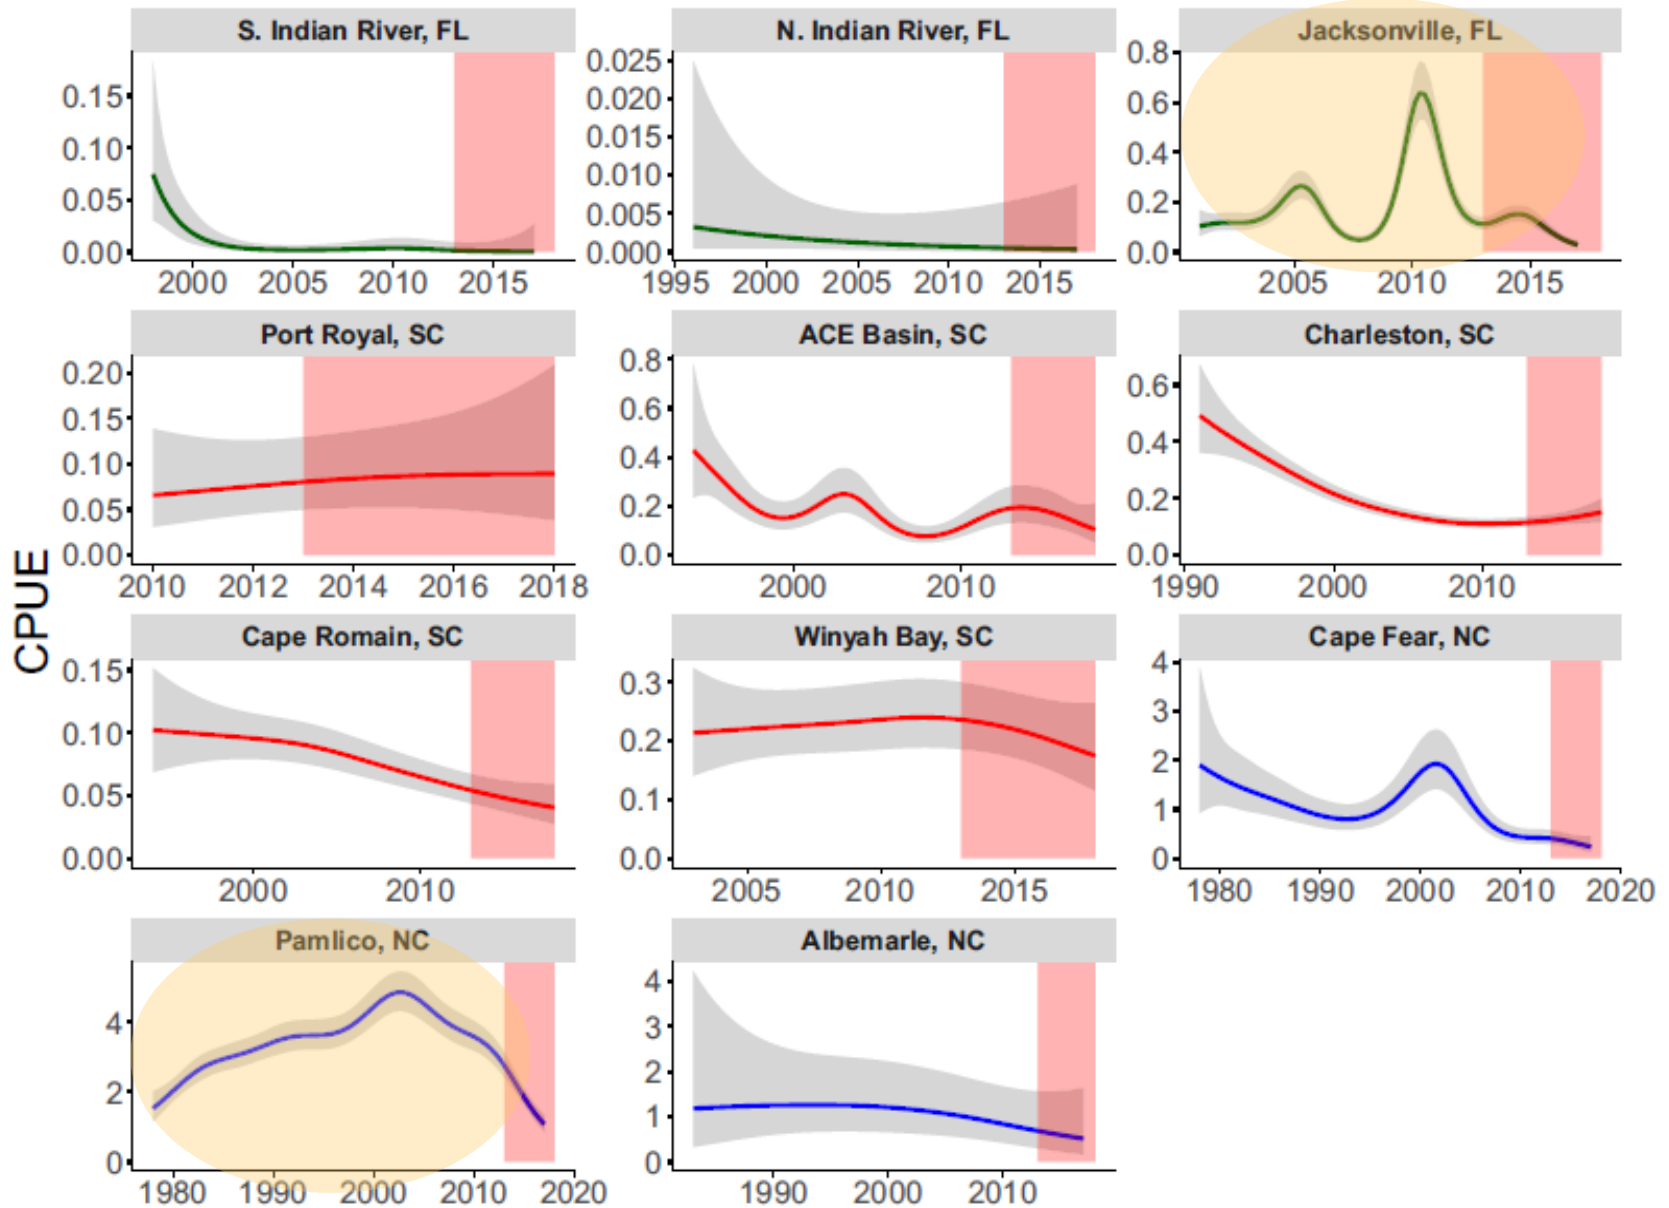 S. Indian River, FL
N. Indian River, FL
Jacksonville, FL
0.15
0.10
0.05
0.00
2000 2005 2010 2015
0.025
0.020
0.015
0.010
0.005
0.000
1995 2000 2005 2010 2015
0.8
0.6
0.4
0.2
0.0
2005 2010 2015
Port Royal, SC
ACE Basin, SC
Charleston, SC
0.20
0.15
0.10
0.05
0.00
2010 2012 2014 2016 2018
0.8
0.6
0.4
0.2
0.0
2000 2010
0.6
0.4
0.2
0.0
1990 2000 2010
CPUE
Cape Romain, SC
Winyah Bay, SC
Cape Fear, NC
0.15
0.10
0.05
0.00
2000 2010
0.3
0.2
0.1
0.0
2005 2010 2015
4
3
2
1
0
1980 1990 2000 2010 2020
Pamlico, NC
Albemarle, NC
4
2
0
1980 1990 2000 2010 2020
4
3
2
1
0
1990 2000 2010